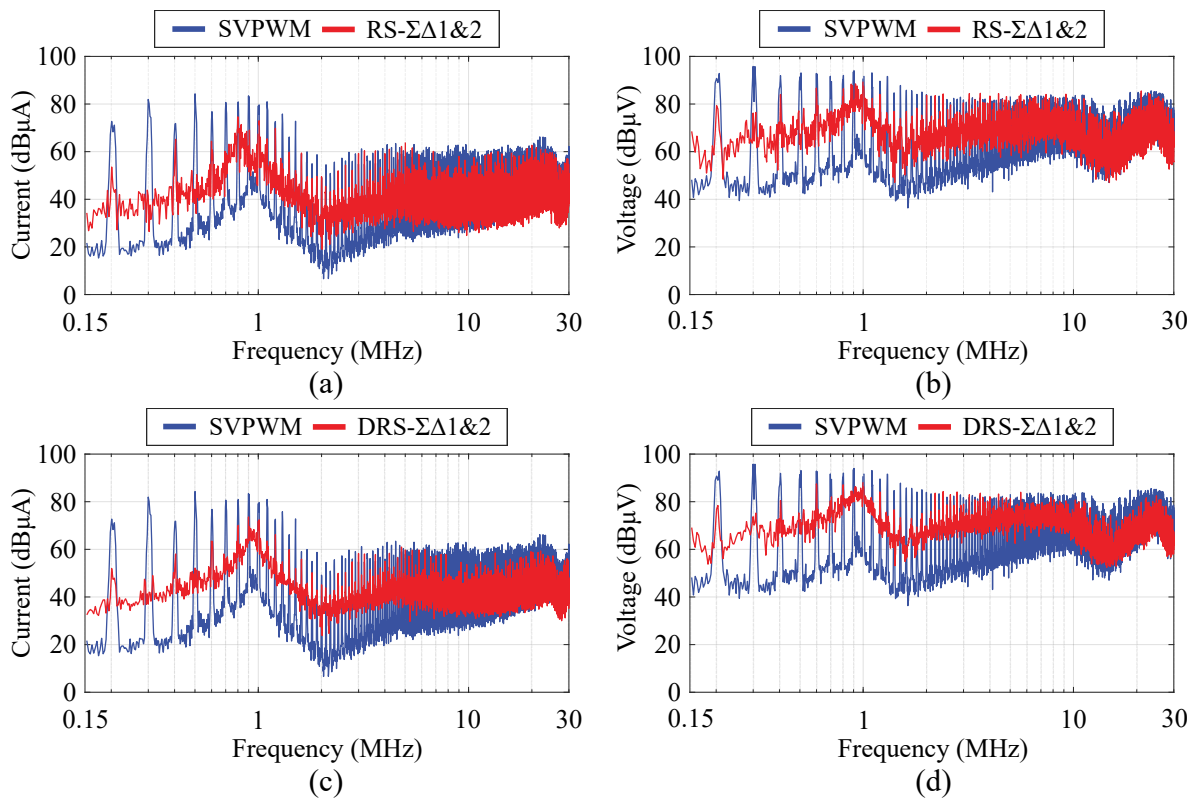 SVPWM RS-ΣΔ1&2
Current (dBµA)
100
80
60
40
20
0
0.15 1 10 30
Frequency (MHz)
(a)
SVPWM RS-ΣΔ1&2
Voltage (dBµV)
100
80
60
40
20
0
0.15 1 10 30
Frequency (MHz)
(b)
SVPWM DRS-ΣΔ1&2
Current (dBµA)
100
80
60
40
20
0
0.15 1 10 30
Frequency (MHz)
(c)
SVPWM DRS-ΣΔ1&2
Voltage (dBµV)
100
80
60
40
20
0
0.15 1 10 30
Frequency (MHz)
(d)